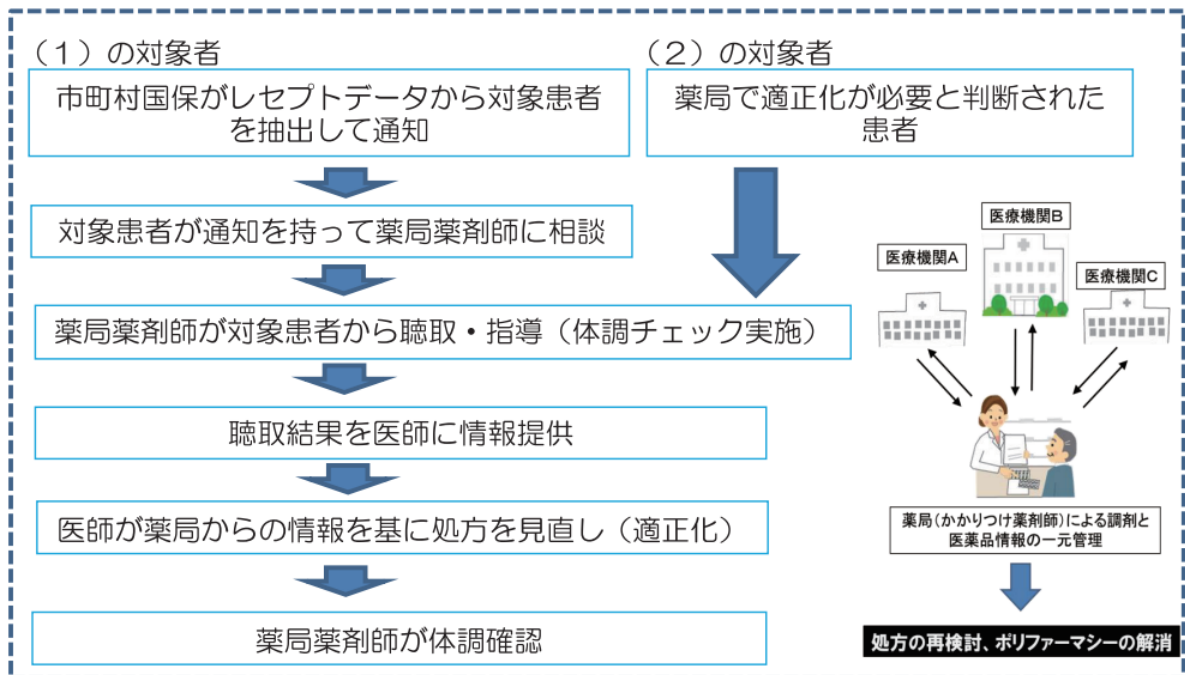 （１）の対象者
市町村国保がレセプトデータから対象患者
を抽出して通知
対象患者が通知を持って薬局薬剤師に相談
（２）の対象者
薬局で適正化が必要と判断された
患者
薬局薬剤師が対象患者から聴取・指導（体調チェック実施）
聴取結果を医師に情報提供
医師が薬局からの情報を基に処方を見直し（適正化）
薬局薬剤師が体調確認
医療機関A
医療機関B
医療機関C
薬局（かかりつけ薬剤師）による調剤と
医薬品情報の一元管理
処方の再検討、ポリファーマシーの解消